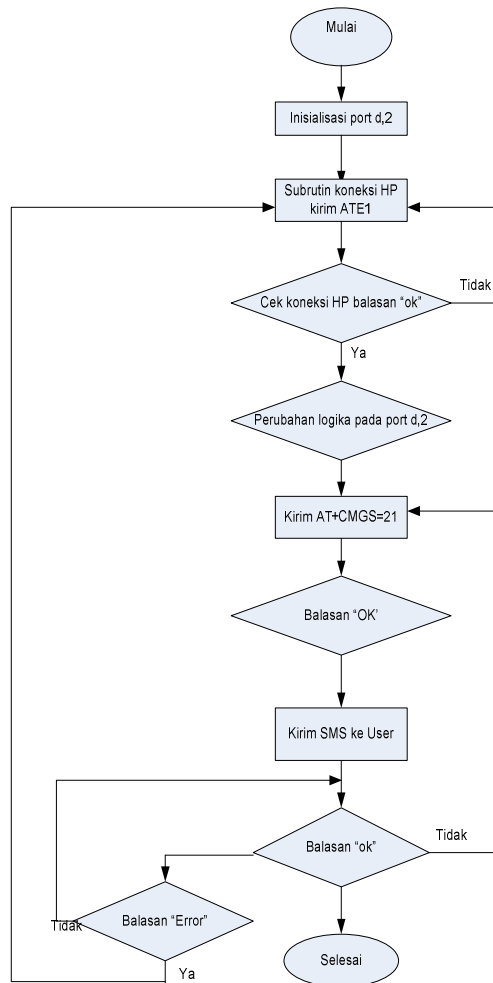 Mulai
Inisialisasi port d,2
Subrutin koneksi HP
kirim ATE1
Cek koneksi HP balasan “ok”
Tidak
Ya
Perubahan logika pada port d,2
Kirim AT+CMGS=21
Balasan “OK’
Kirim SMS ke User
Balasan “ok”
Tidak
Balasan “Error”
Tidak
Ya
Selesai